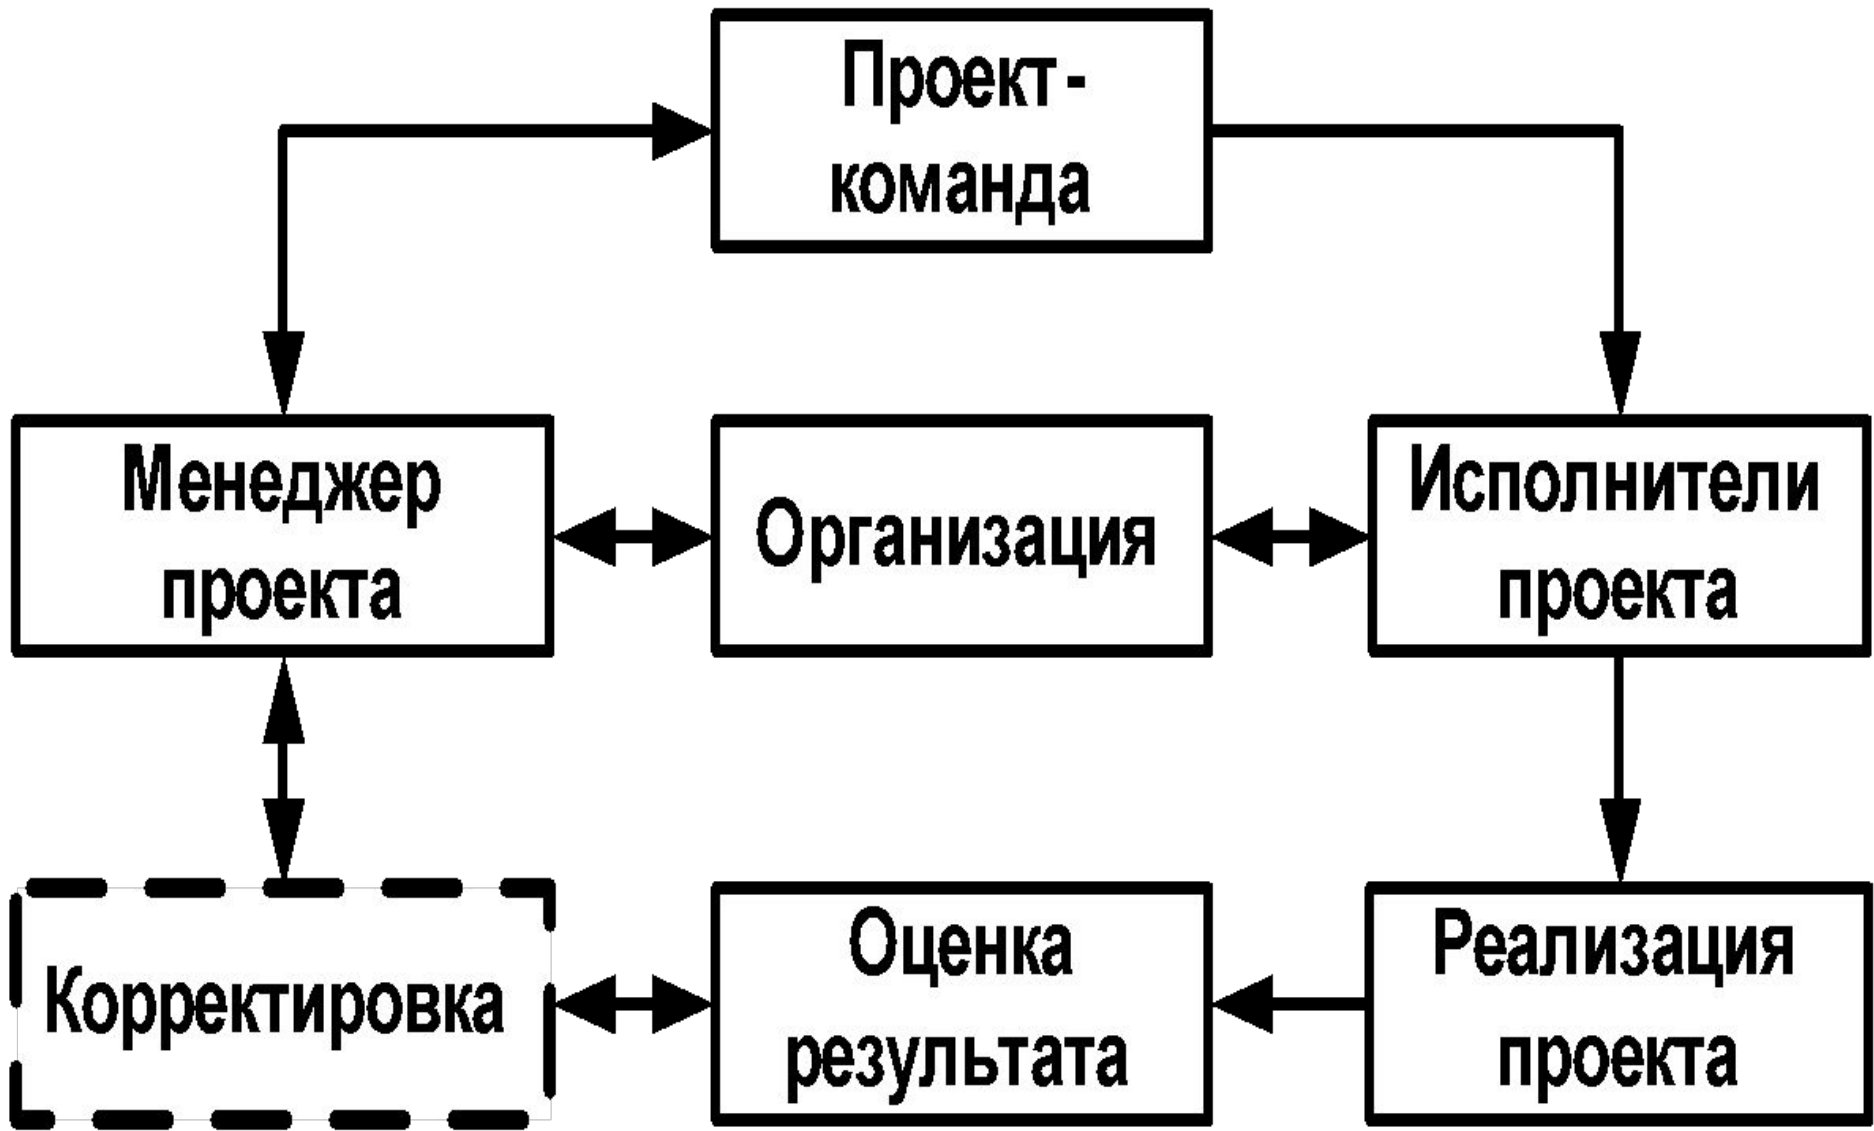 Проект-
команда
Менеджер
проекта
Организация
Исполнители
проекта
Корректировка
Оценка
результата
Реализация
проекта